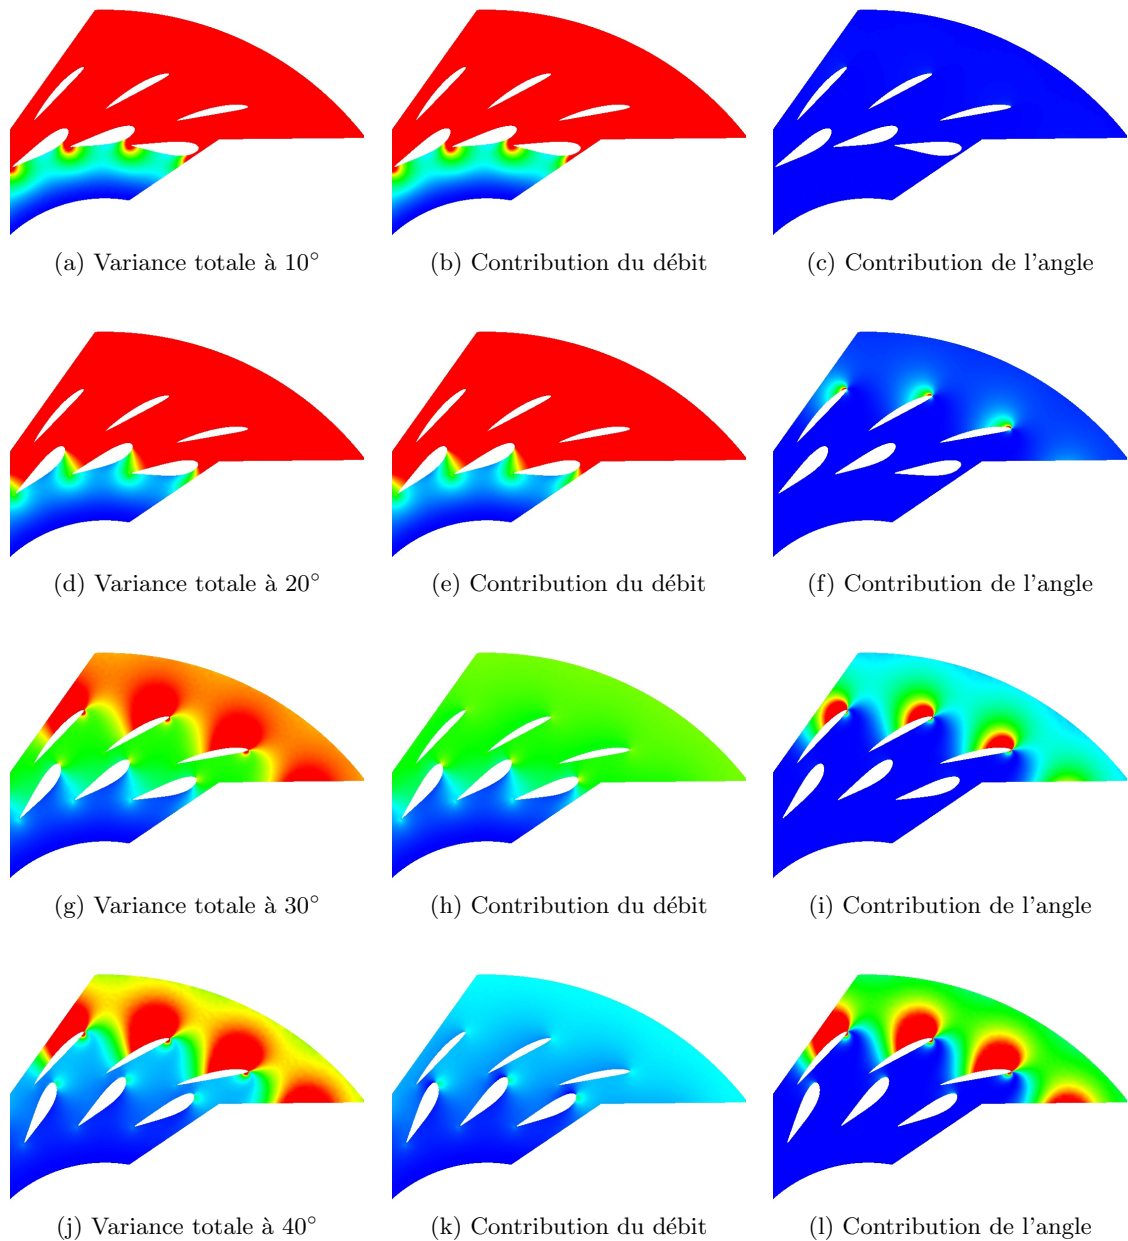 (a) Variance totale à 10°
(b) Contribution du débit
(c) Contribution de l'angle
(d) Variance totale à 20°
(e) Contribution du débit
(f) Contribution de l'angle
(g) Variance totale à 30°
(h) Contribution du débit
(i) Contribution de l'angle
(j) Variance totale à 40°
(k) Contribution du débit
(l) Contribution de l'angle